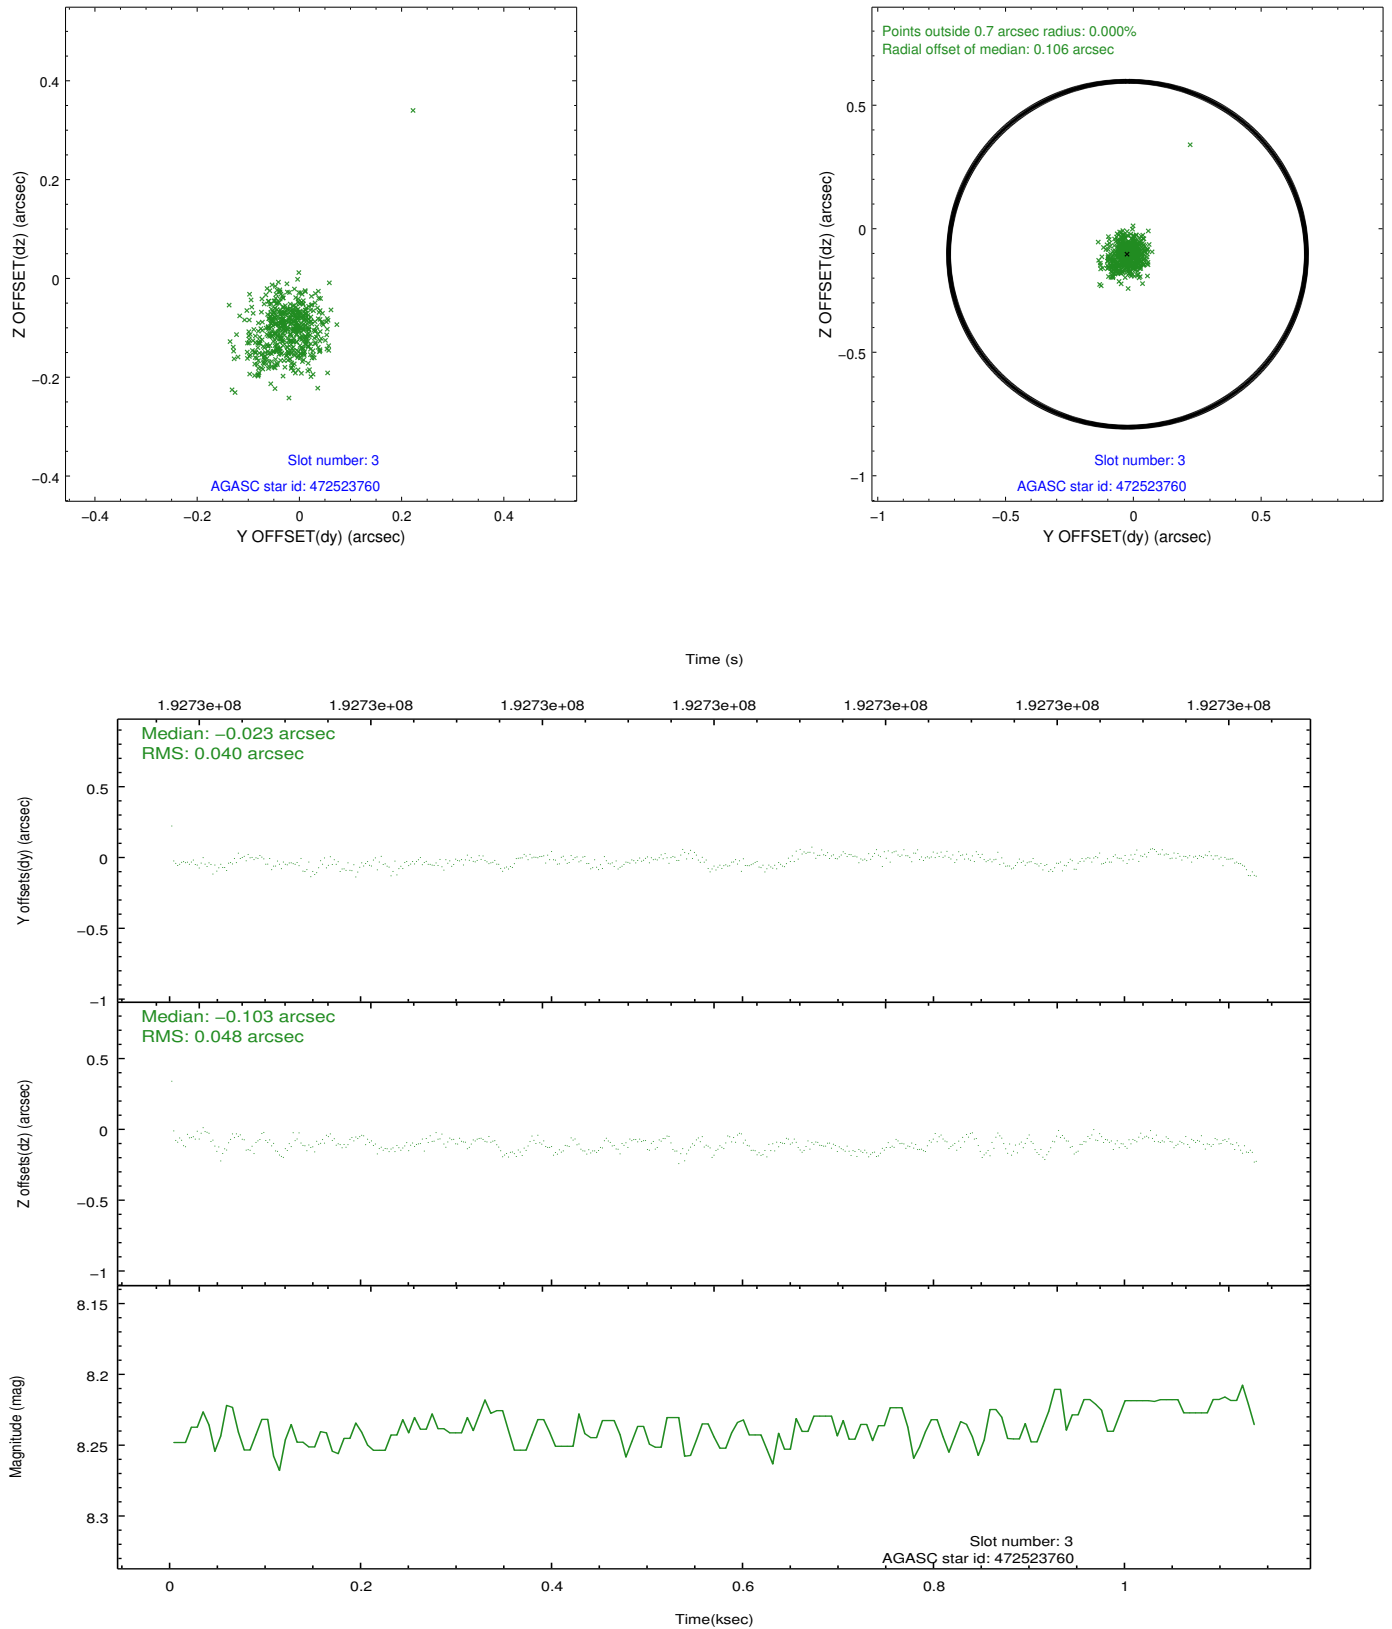 0.4
0.2
0
−0.2
−0.4
Z OFFSET(dz) (arcsec)
Slot number: 3
AGASC star id: 472523760
−0.4 −0.2 0 0.2 0.4
Y OFFSET(dy) (arcsec)
Points outside 0.7 arcsec radius: 0.000%
Radial offset of median: 0.106 arcsec
0.5
0
−0.5
−1
Z OFFSET(dz) (arcsec)
Slot number: 3
AGASC star id: 472523760
−1 −0.5 0 0.5
Y OFFSET(dy) (arcsec)
Time (s)
1.9273e+08 1.9273e+08 1.9273e+08 1.9273e+08 1.9273e+08 1.9273e+08 1.9273e+08
Median: −0.023 arcsec
RMS: 0.040 arcsec
0.5
0
−0.5
−1
Y offsets(dy) (arcsec)
Median: −0.103 arcsec
RMS: 0.048 arcsec
0.5
0
−0.5
−1
Z offsets(dz) (arcsec)
8.15
8.2
8.25
8.3
Magnitude (mag)
Slot number: 3
AGASC star id: 472523760
0 0.2 0.4 0.6 0.8 1
Time(ksec)